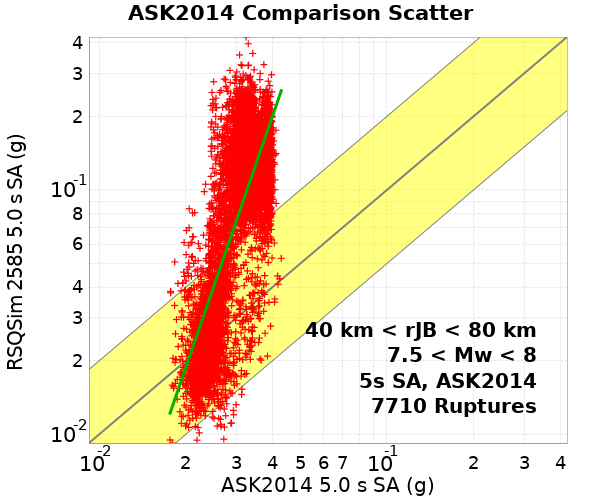 ASK2014 Comparison Scatter
RSQSim 2585 5.0 s SA (g)
4
3
2
10-1
8
6
4
3
2
10-2
40 km < rJB < 80 km
7.5 < Mw < 8
5s SA, ASK2014
7710 Ruptures
10-2 2 3 4 5 6 7 10-1 2 3 4
ASK2014 5.0 s SA (g)